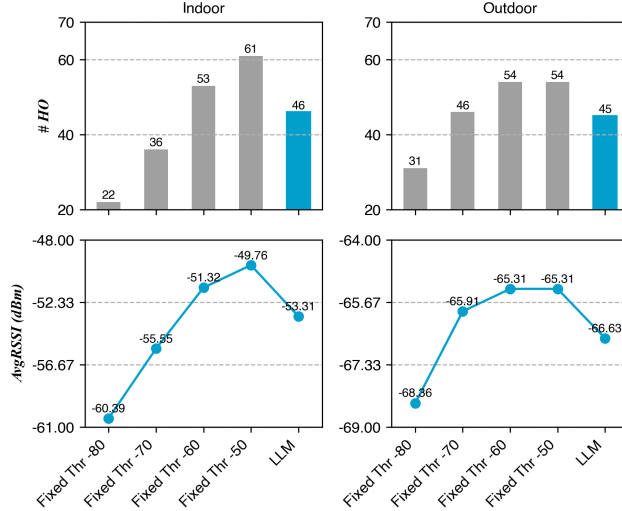 Indoor
Outdoor
70
60
40
20
# HO
22
36
53
61
46
70
60
40
20
31
46
54
54
45
-48.00
-52.33
-56.67
-61.00
AvgRSSI (dBm)
-60.39
-55.55
-51.32
-49.76
-53.31
-64.00
-65.67
-67.33
-69.00
-68.36
-65.91
-65.31
-65.31
-66.63
Fixed Thr -80
Fixed Thr -70
Fixed Thr -60
Fixed Thr -50
LLM
Fixed Thr -80
Fixed Thr -70
Fixed Thr -60
Fixed Thr -50
LLM